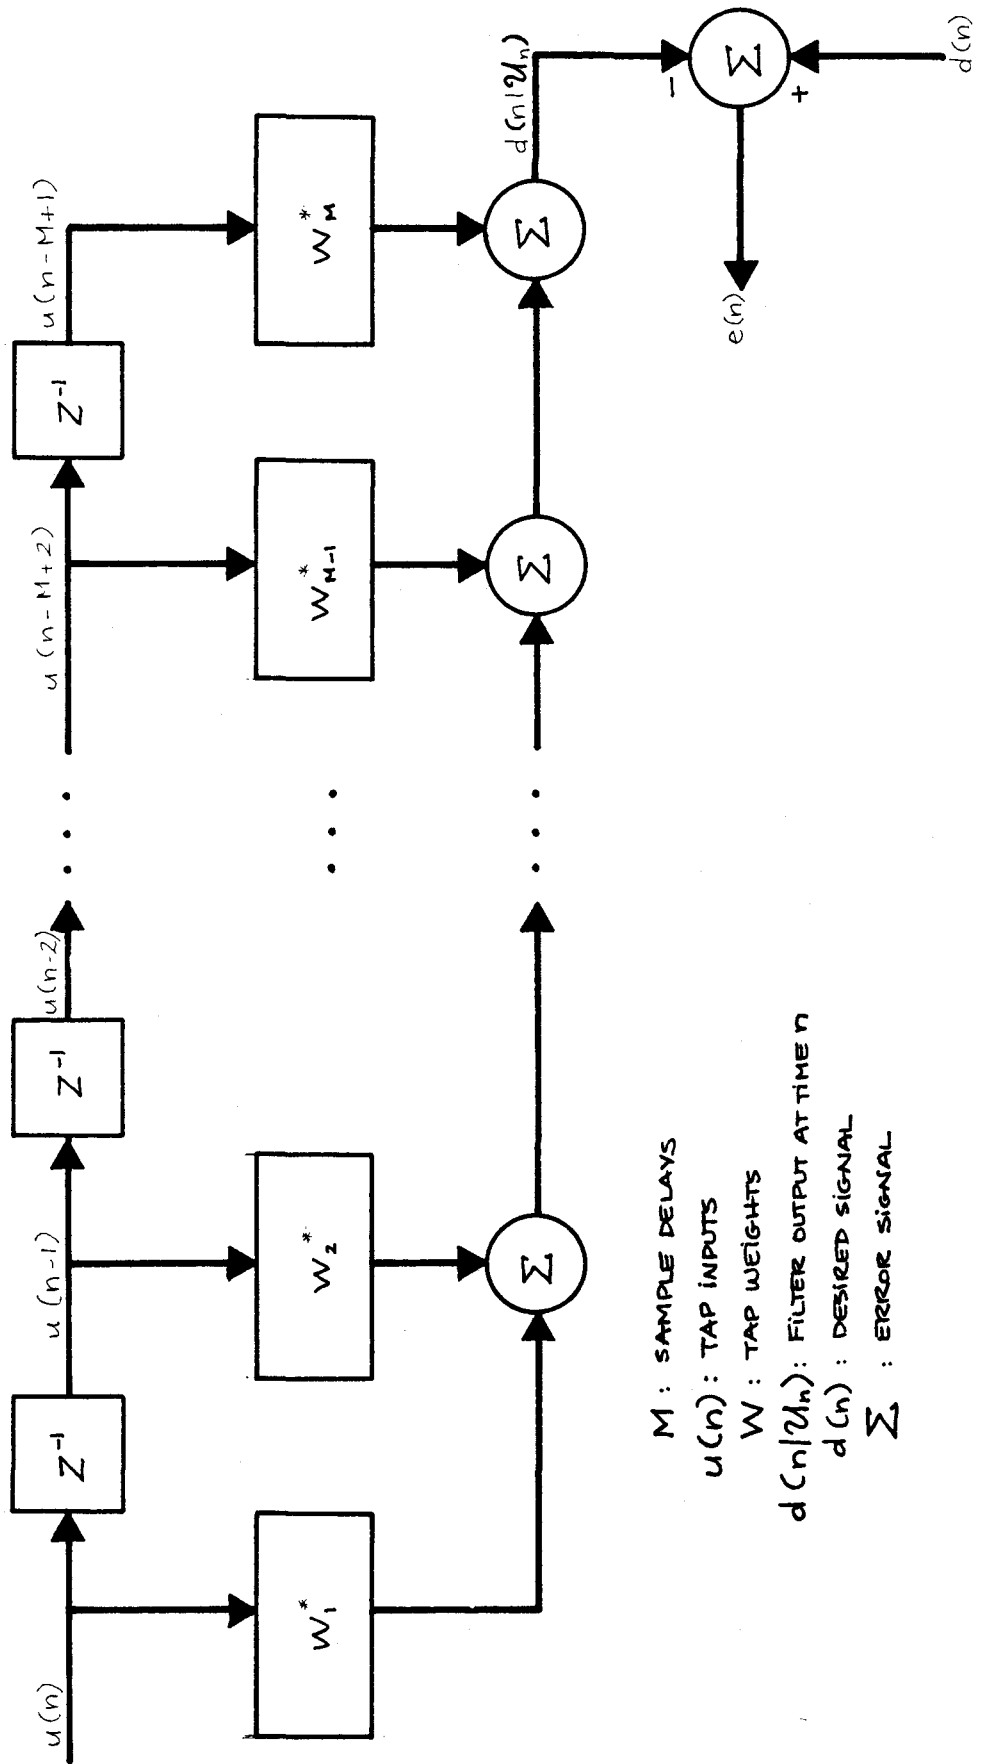 u(n)
Z⁻¹
u(n-1)
Z⁻¹
u(n-2)
u(n-M+2)
Z⁻¹
u(n-M+1)
W₁*
W₂*
W*M-1
W*M
Σ
Σ
Σ
d(n|𝒰n)
-
Σ
+
d(n)
e(n)
M : SAMPLE DELAYS
u(n) : TAP INPUTS
W : TAP WEIGHTS
d(n|𝒰n) : FILTER OUTPUT AT TIME n
d(n) : DESIRED SIGNAL
Σ : ERROR SIGNAL